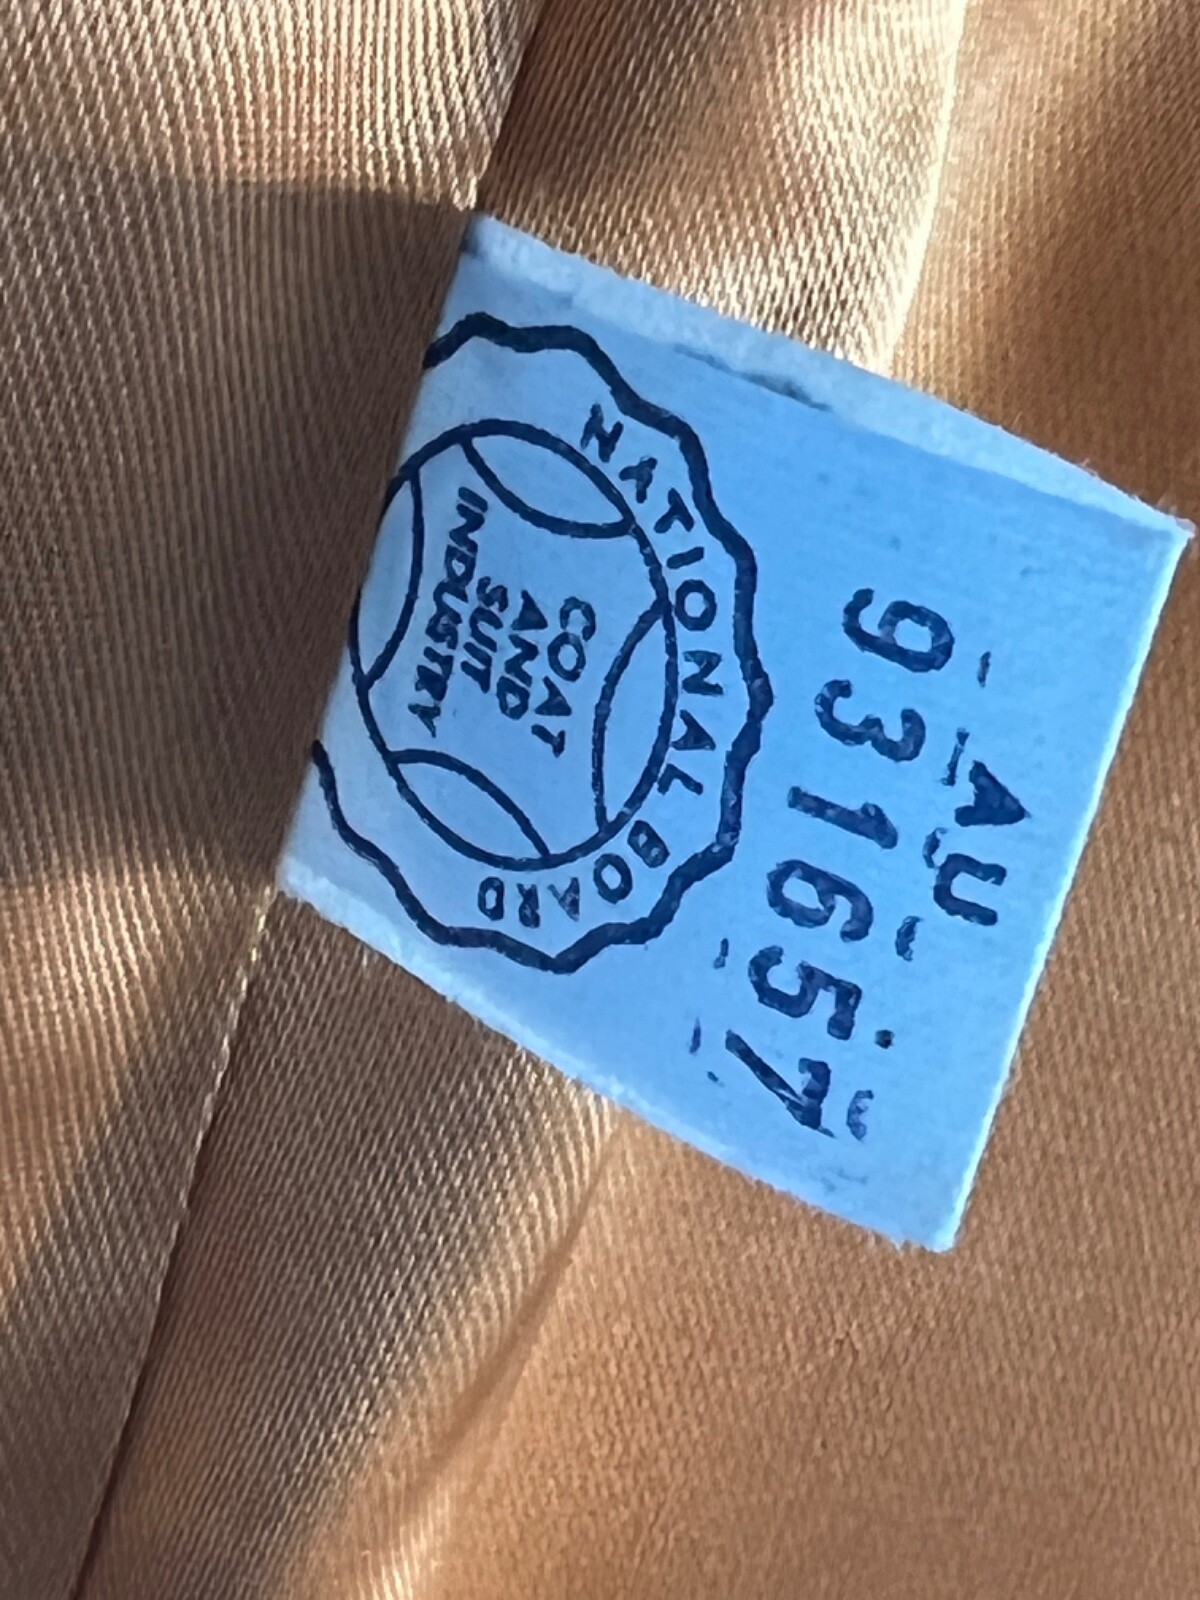 AU
931657
NATIONAL BOARD
COAT
AND
SUIT
INDUSTRY